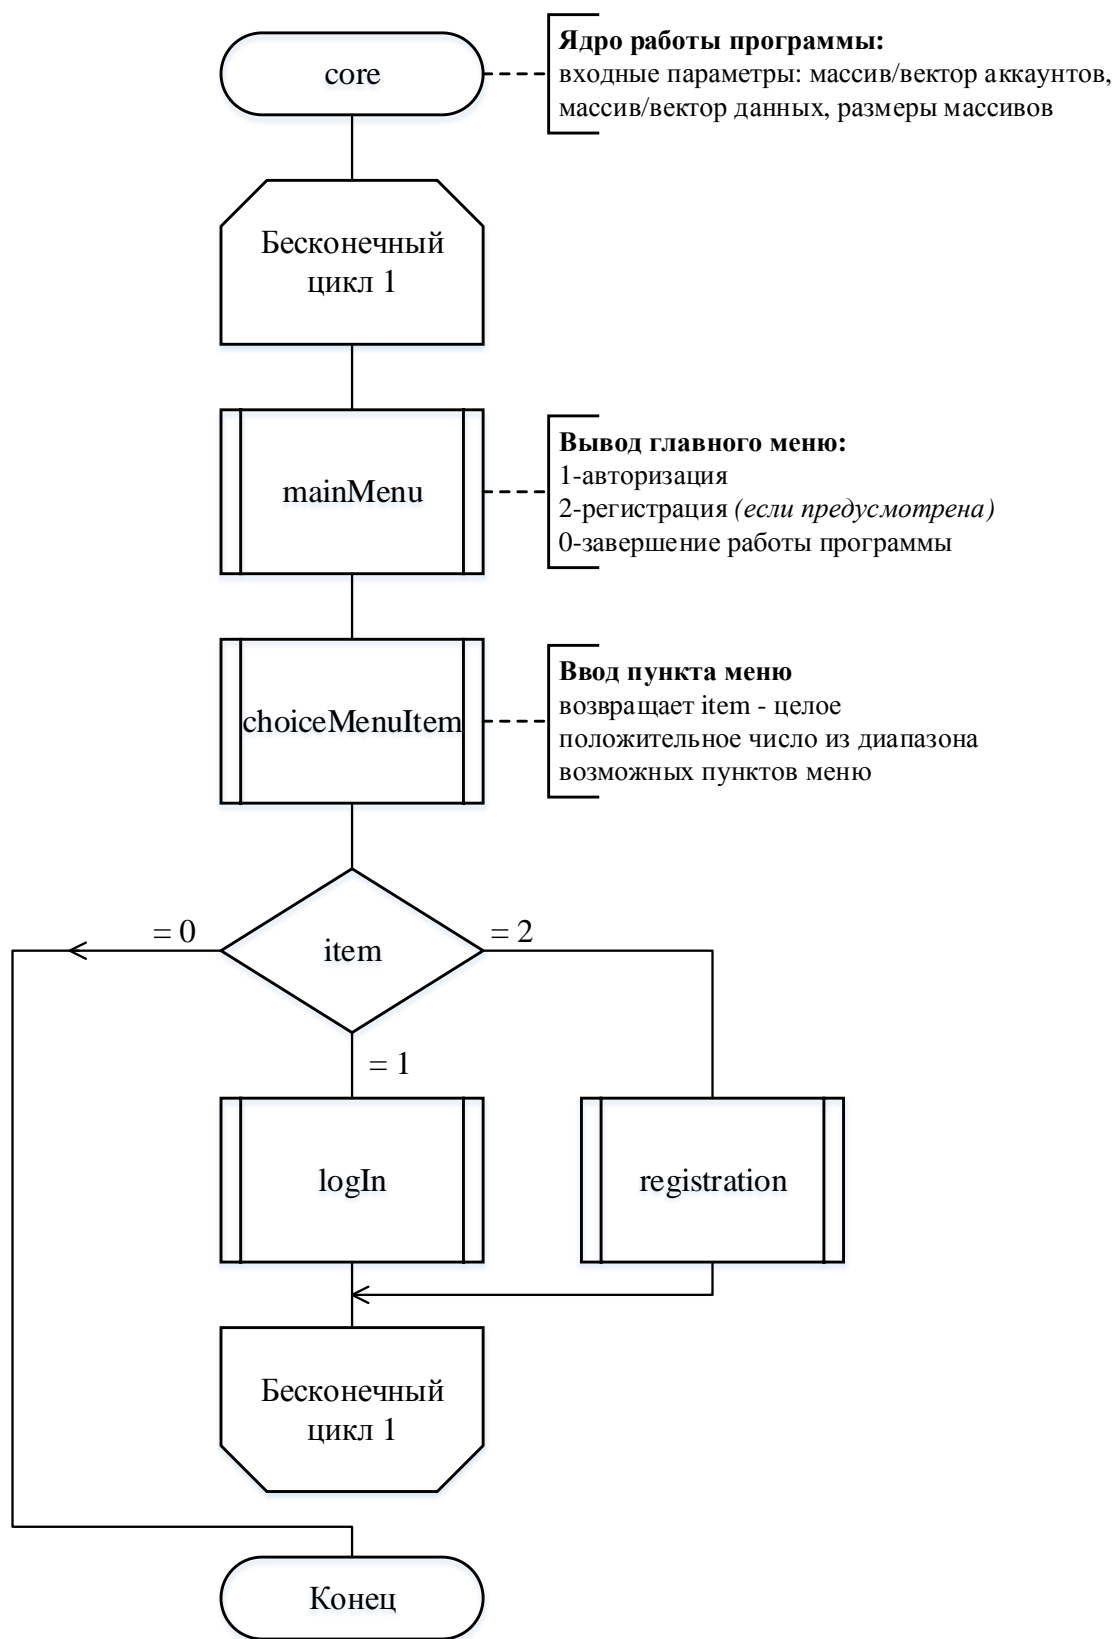 core
Ядро работы программы:
входные параметры: массив/вектор аккаунтов,
массив/вектор данных, размеры массивов
Бесконечный
цикл 1
mainMenu
Вывод главного меню:
1-авторизация
2-регистрация (если предусмотрена)
0-завершение работы программы
choiceMenuItem
Ввод пункта меню
возвращает item - целое
положительное число из диапазона
возможных пунктов меню
= 0
item
= 2
= 1
logIn
registration
Бесконечный
цикл 1
Конец